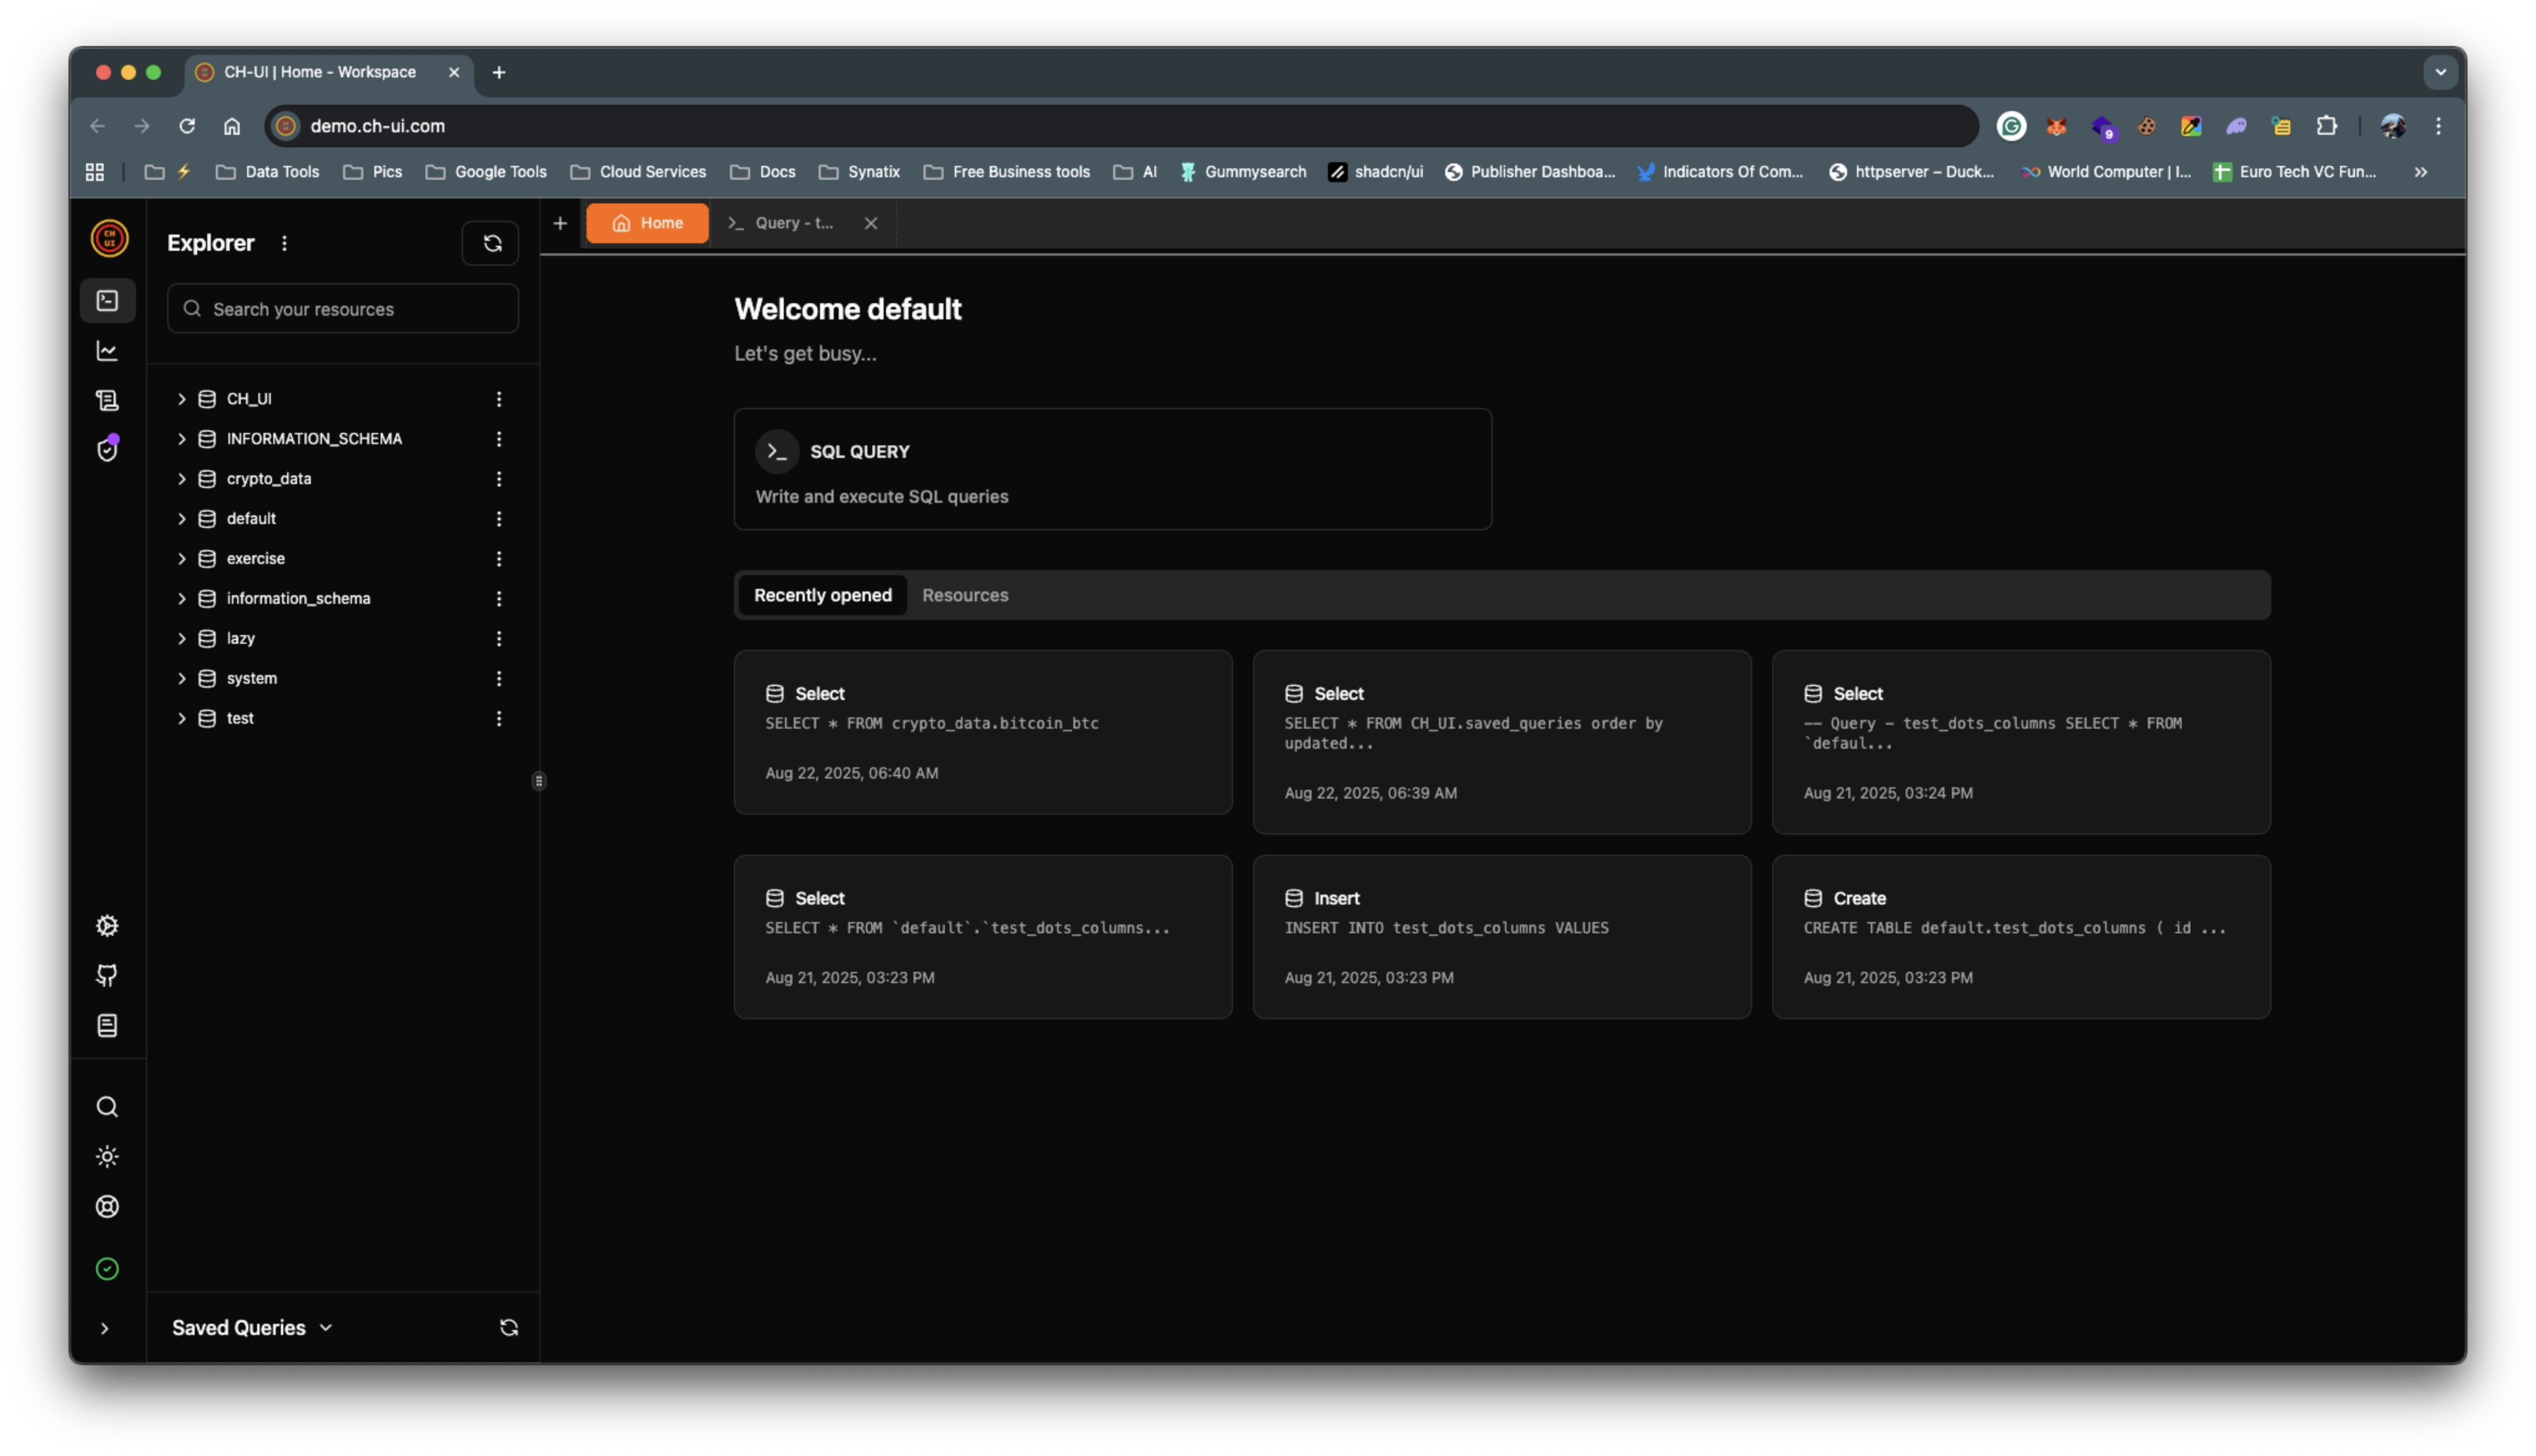 CH-UI | Home - Workspace
demo.ch-ui.com
9
Data Tools
Pics
Google Tools
Cloud Services
Docs
Synatix
Free Business tools
AI
Gummysearch
shadcn/ui
Publisher Dashboa...
Indicators Of Com...
httpserver – Duck...
World Computer | I...
Euro Tech VC Fun...
CH
UI
Explorer
Search your resources
CH_UI
INFORMATION_SCHEMA
crypto_data
default
exercise
information_schema
lazy
system
test
Saved Queries
Home
Query - t...
Welcome default
Let's get busy...
SQL QUERY
Write and execute SQL queries
Recently opened
Resources
Select
SELECT * FROM crypto_data.bitcoin_btc
Aug 22, 2025, 06:40 AM
Select
SELECT * FROM CH_UI.saved_queries order by
updated...
Aug 22, 2025, 06:39 AM
Select
-- Query - test_dots_columns SELECT * FROM
`defaul...
Aug 21, 2025, 03:24 PM
Select
SELECT * FROM `default`.`test_dots_columns...
Aug 21, 2025, 03:23 PM
Insert
INSERT INTO test_dots_columns VALUES
Aug 21, 2025, 03:23 PM
Create
CREATE TABLE default.test_dots_columns ( id ...
Aug 21, 2025, 03:23 PM